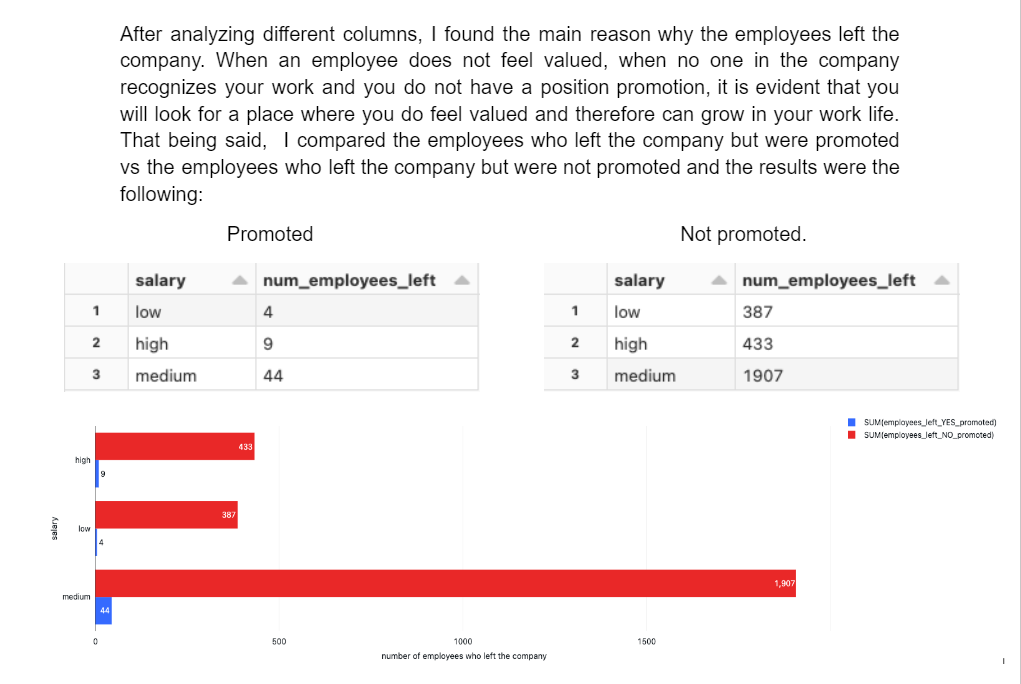 After analyzing different columns, I found the main reason why the employees left the
company. When an employee does not feel valued, when no one in the company
recognizes your work and you do not have a position promotion, it is evident that you
will look for a place where you do feel valued and therefore can grow in your work life.
That being said, I compared the employees who left the company but were promoted
vs the employees who left the company but were not promoted and the results were the
following:
Promoted
salary num_employees_left
1 low 4
2 high 9
3 medium 44
Not promoted.
salary num_employees_left
1 low 387
2 high 433
3 medium 1907
SUM(employees_left_YES_promoted)
SUM(employees_left_NO_promoted)
salary
high 433
9
low 387
4
medium 1,907
44
0 500 1000 1500
number of employees who left the company